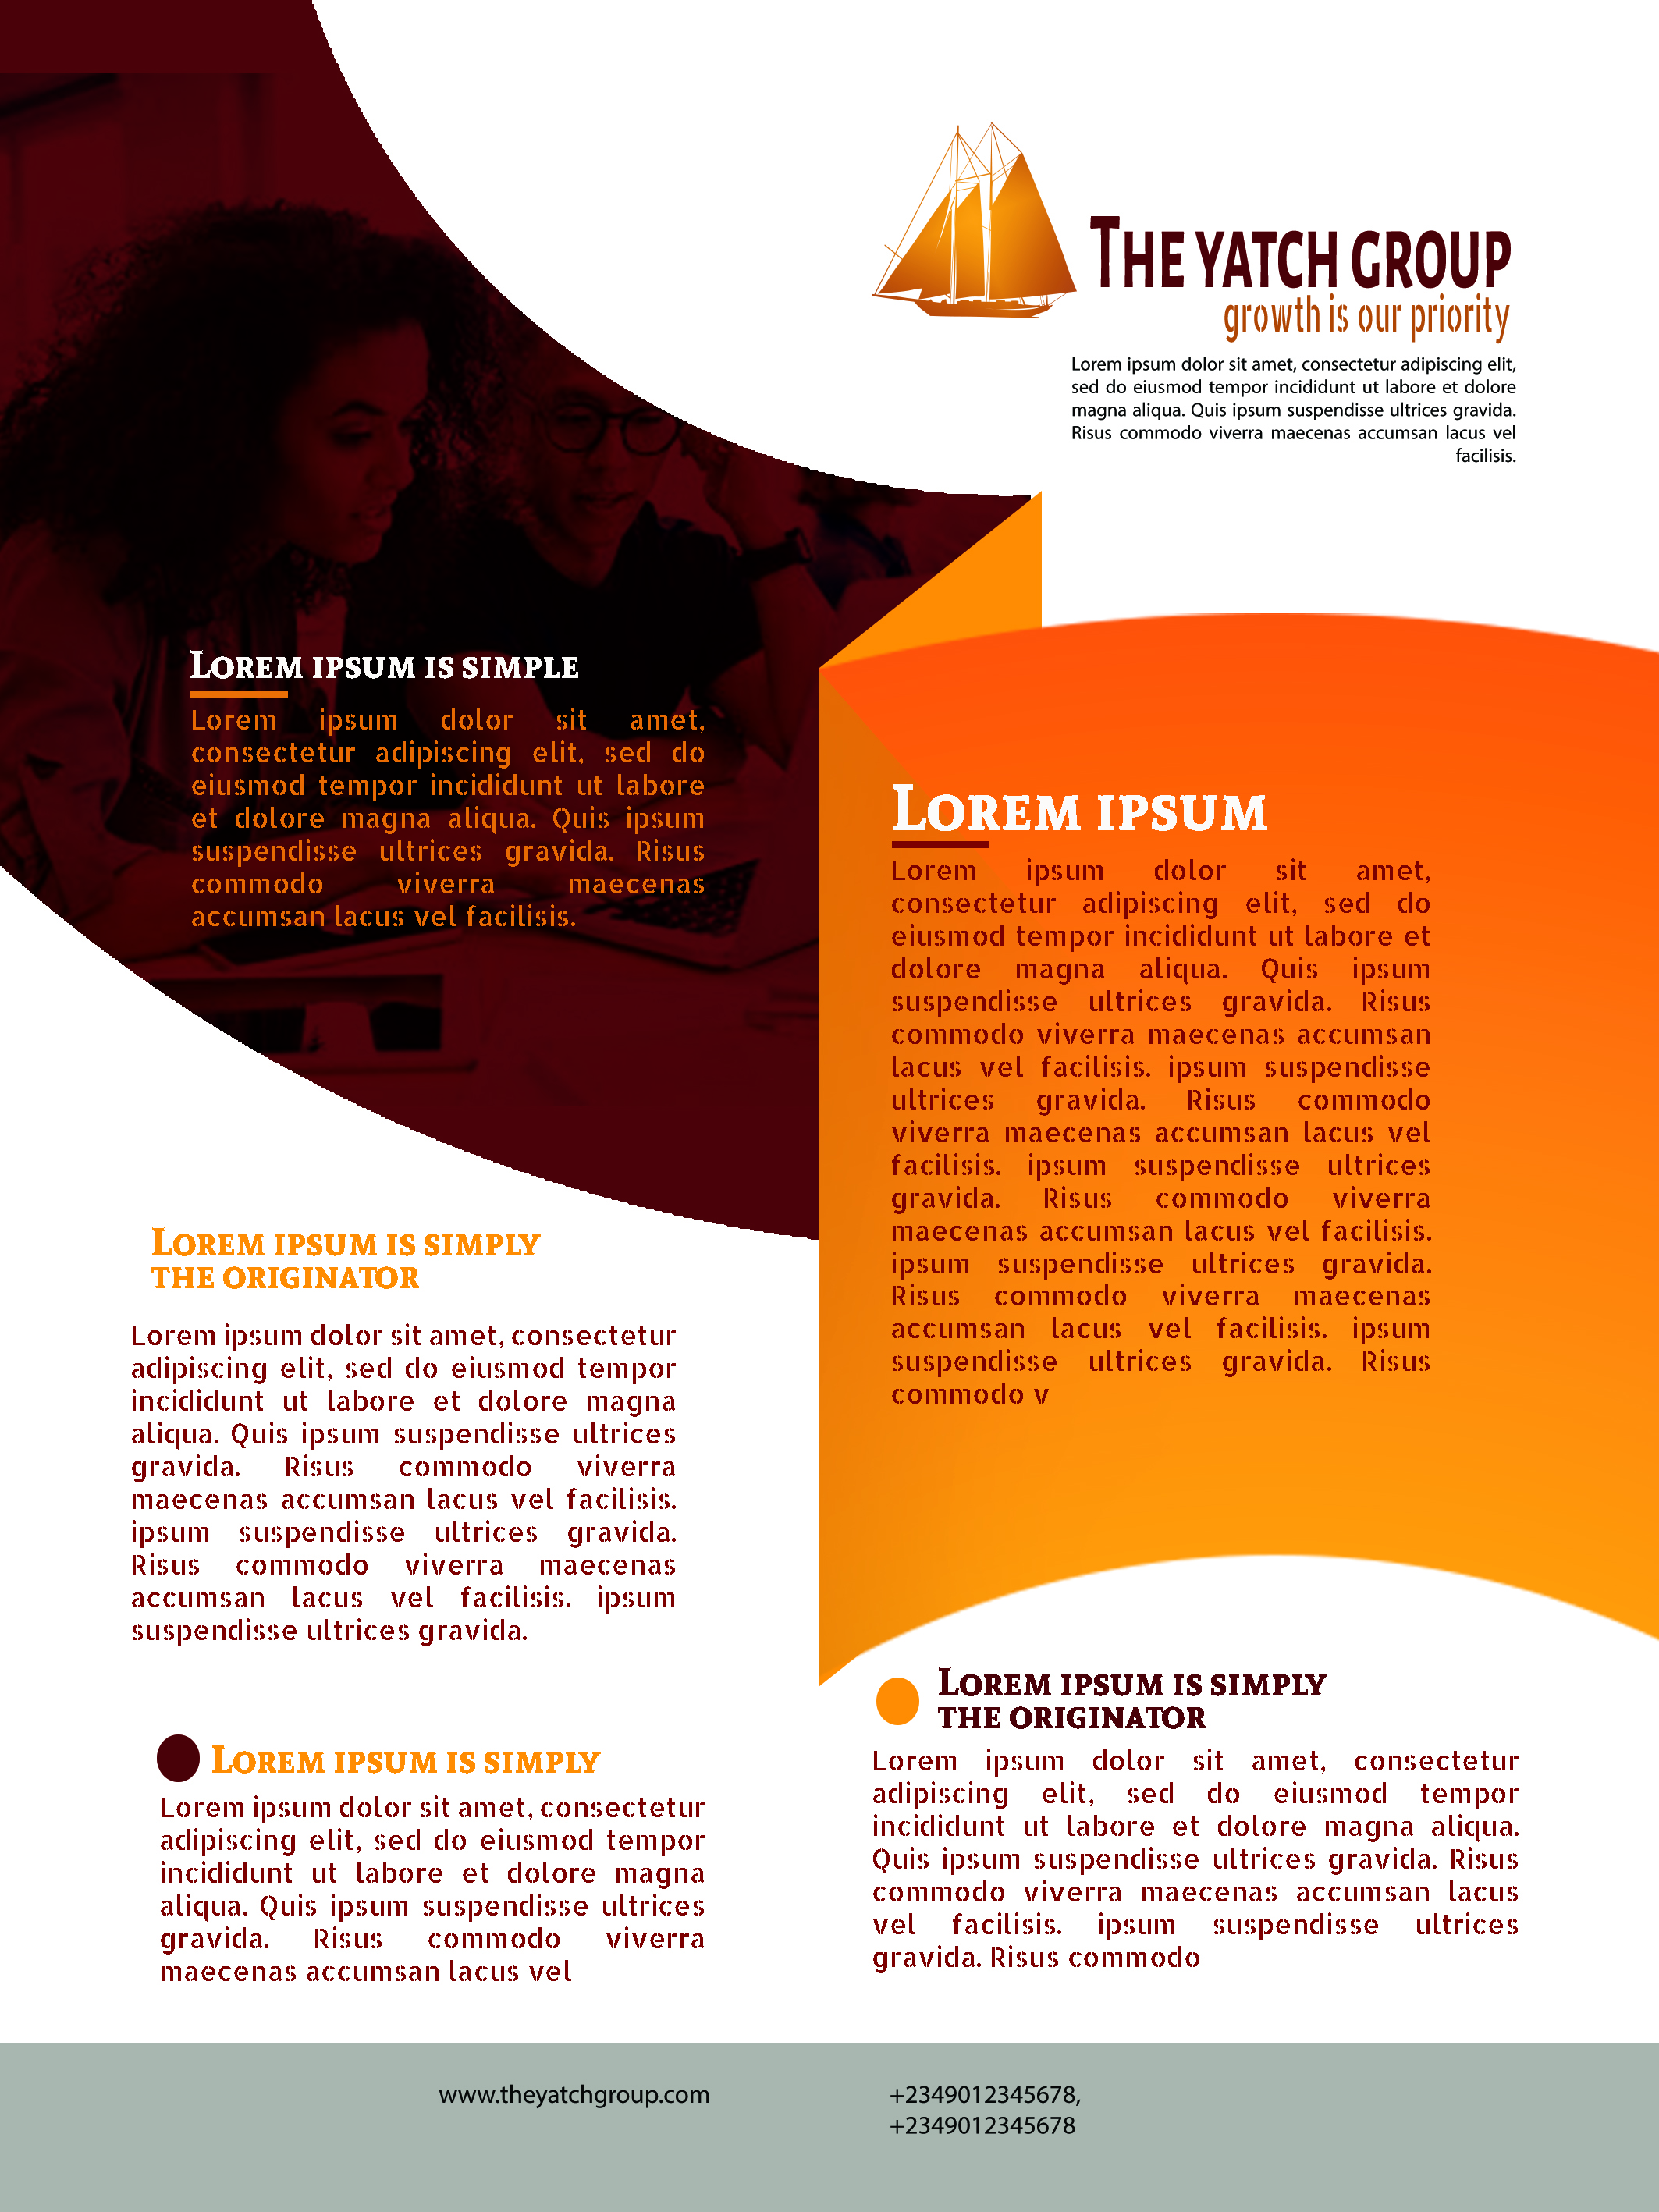 THE YATCH GROUP
growth is our priority
Lorem ipsum dolor sit amet, consectetur adipiscing elit,
sed do eiusmod tempor incididunt ut labore et dolore
magna aliqua. Quis ipsum suspendisse ultrices gravida.
Risus commodo viverra maecenas accumsan lacus vel
facilisis.
LOREM IPSUM IS SIMPLE
Lorem ipsum dolor sit amet,
consectetur adipiscing elit, sed do
eiusmod tempor incididunt ut labore
et dolore magna aliqua. Quis ipsum
suspendisse ultrices gravida. Risus
commodo viverra maecenas
accumsan lacus vel facilisis.
LOREM IPSUM
Lorem ipsum dolor sit amet,
consectetur adipiscing elit, sed do
eiusmod tempor incididunt ut labore et
dolore magna aliqua. Quis ipsum
suspendisse ultrices gravida. Risus
commodo viverra maecenas accumsan
lacus vel facilisis. ipsum suspendisse
ultrices gravida. Risus commodo
viverra maecenas accumsan lacus vel
facilisis. ipsum suspendisse ultrices
gravida. Risus commodo viverra
maecenas accumsan lacus vel facilisis.
ipsum suspendisse ultrices gravida.
Risus commodo viverra maecenas
accumsan lacus vel facilisis. ipsum
suspendisse ultrices gravida. Risus
commodo v
LOREM IPSUM IS SIMPLY
THE ORIGINATOR
Lorem ipsum dolor sit amet, consectetur
adipiscing elit, sed do eiusmod tempor
incididunt ut labore et dolore magna
aliqua. Quis ipsum suspendisse ultrices
gravida. Risus commodo viverra
maecenas accumsan lacus vel facilisis.
ipsum suspendisse ultrices gravida.
Risus commodo viverra maecenas
accumsan lacus vel facilisis. ipsum
suspendisse ultrices gravida.
LOREM IPSUM IS SIMPLY
Lorem ipsum dolor sit amet, consectetur
adipiscing elit, sed do eiusmod tempor
incididunt ut labore et dolore magna
aliqua. Quis ipsum suspendisse ultrices
gravida. Risus commodo viverra
maecenas accumsan lacus vel
LOREM IPSUM IS SIMPLY
THE ORIGINATOR
Lorem ipsum dolor sit amet, consectetur
adipiscing elit, sed do eiusmod tempor
incididunt ut labore et dolore magna aliqua.
Quis ipsum suspendisse ultrices gravida. Risus
commodo viverra maecenas accumsan lacus
vel facilisis. ipsum suspendisse ultrices
gravida. Risus commodo
www.theyatchgroup.com
+2349012345678,
+2349012345678